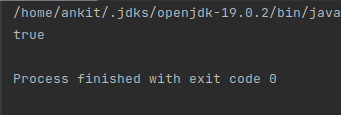 /home/ankit/.jdks/openjdk-19.0.2/bin/java
true
Process finished with exit code 0